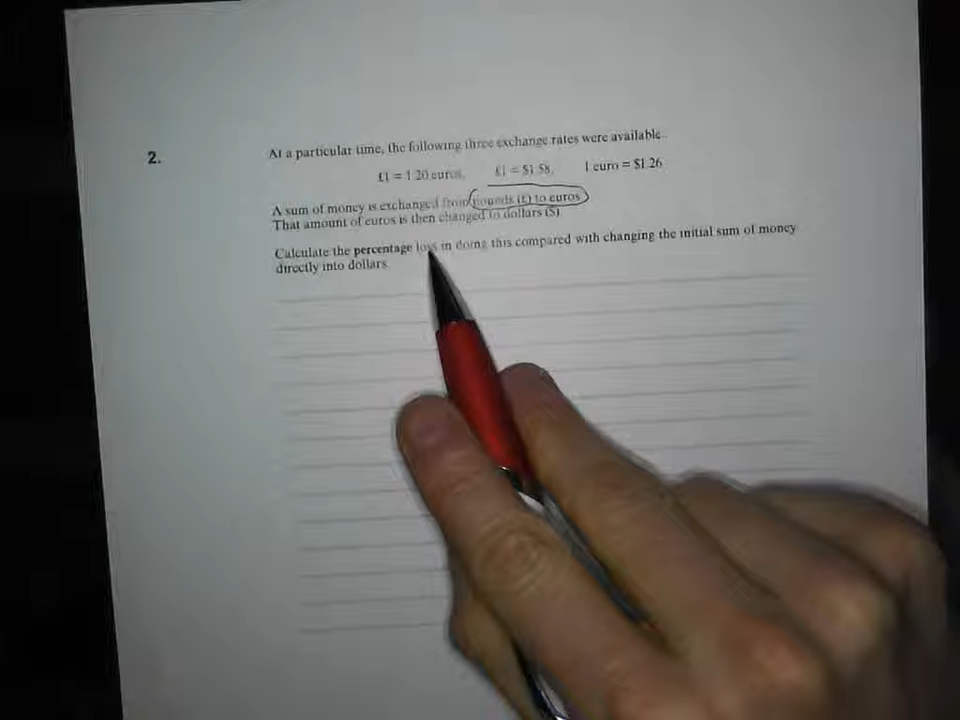 2.
At a particular time, the following three exchange rates were available.
£1 = 1.20 euros, £1 = $1.58, 1 euro = $1.26
A sum of money is exchanged from pounds (£) to euros
That amount of euros is then changed to dollars ($)
Calculate the percentage loss in doing this compared with changing the initial sum of money
directly into dollars